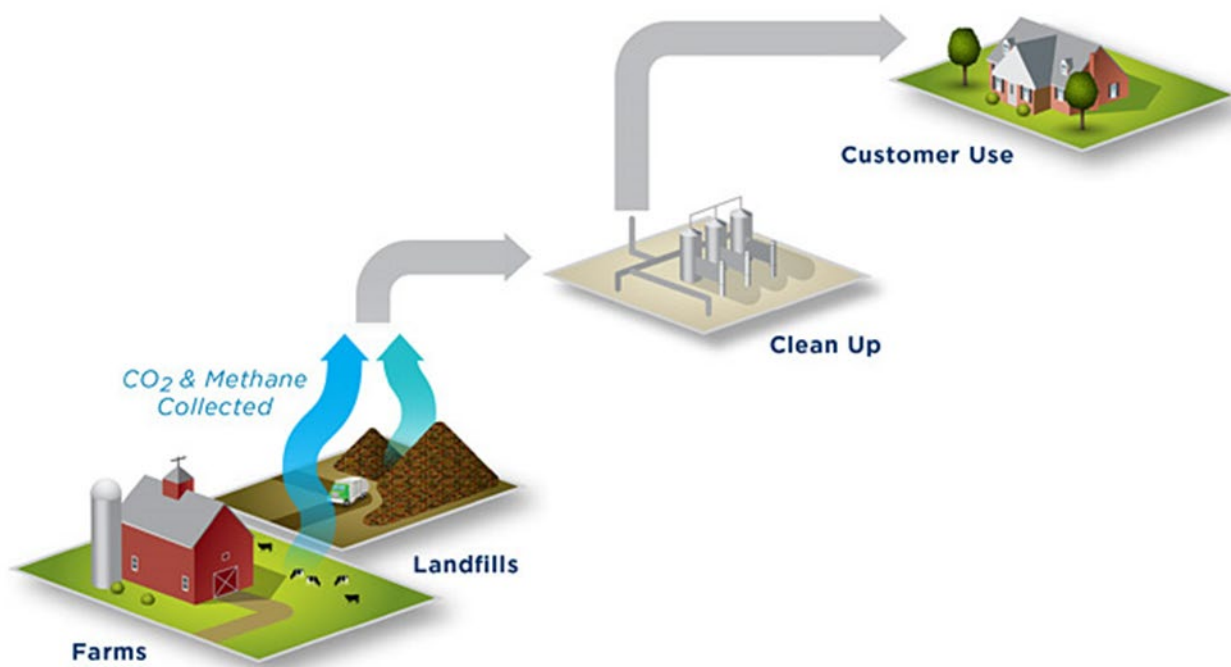 Customer Use
Clean Up
CO₂ & Methane
Collected
Landfills
Farms